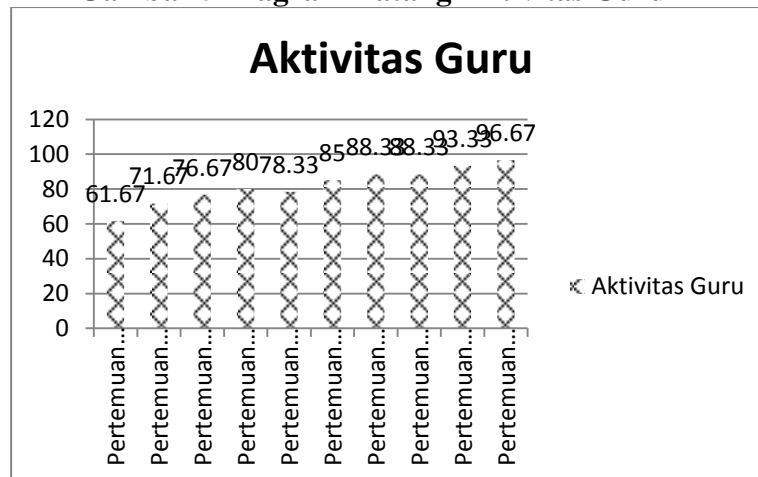 Aktivitas Guru
120
100
80
60
40
20
0
61.67
71.67
76.67
80
78.33
85
88.33
88.33
93.33
96.67
Aktivitas Guru
Pertemuan...
Pertemuan...
Pertemuan...
Pertemuan...
Pertemuan...
Pertemuan...
Pertemuan...
Pertemuan...
Pertemuan...
Pertemuan...